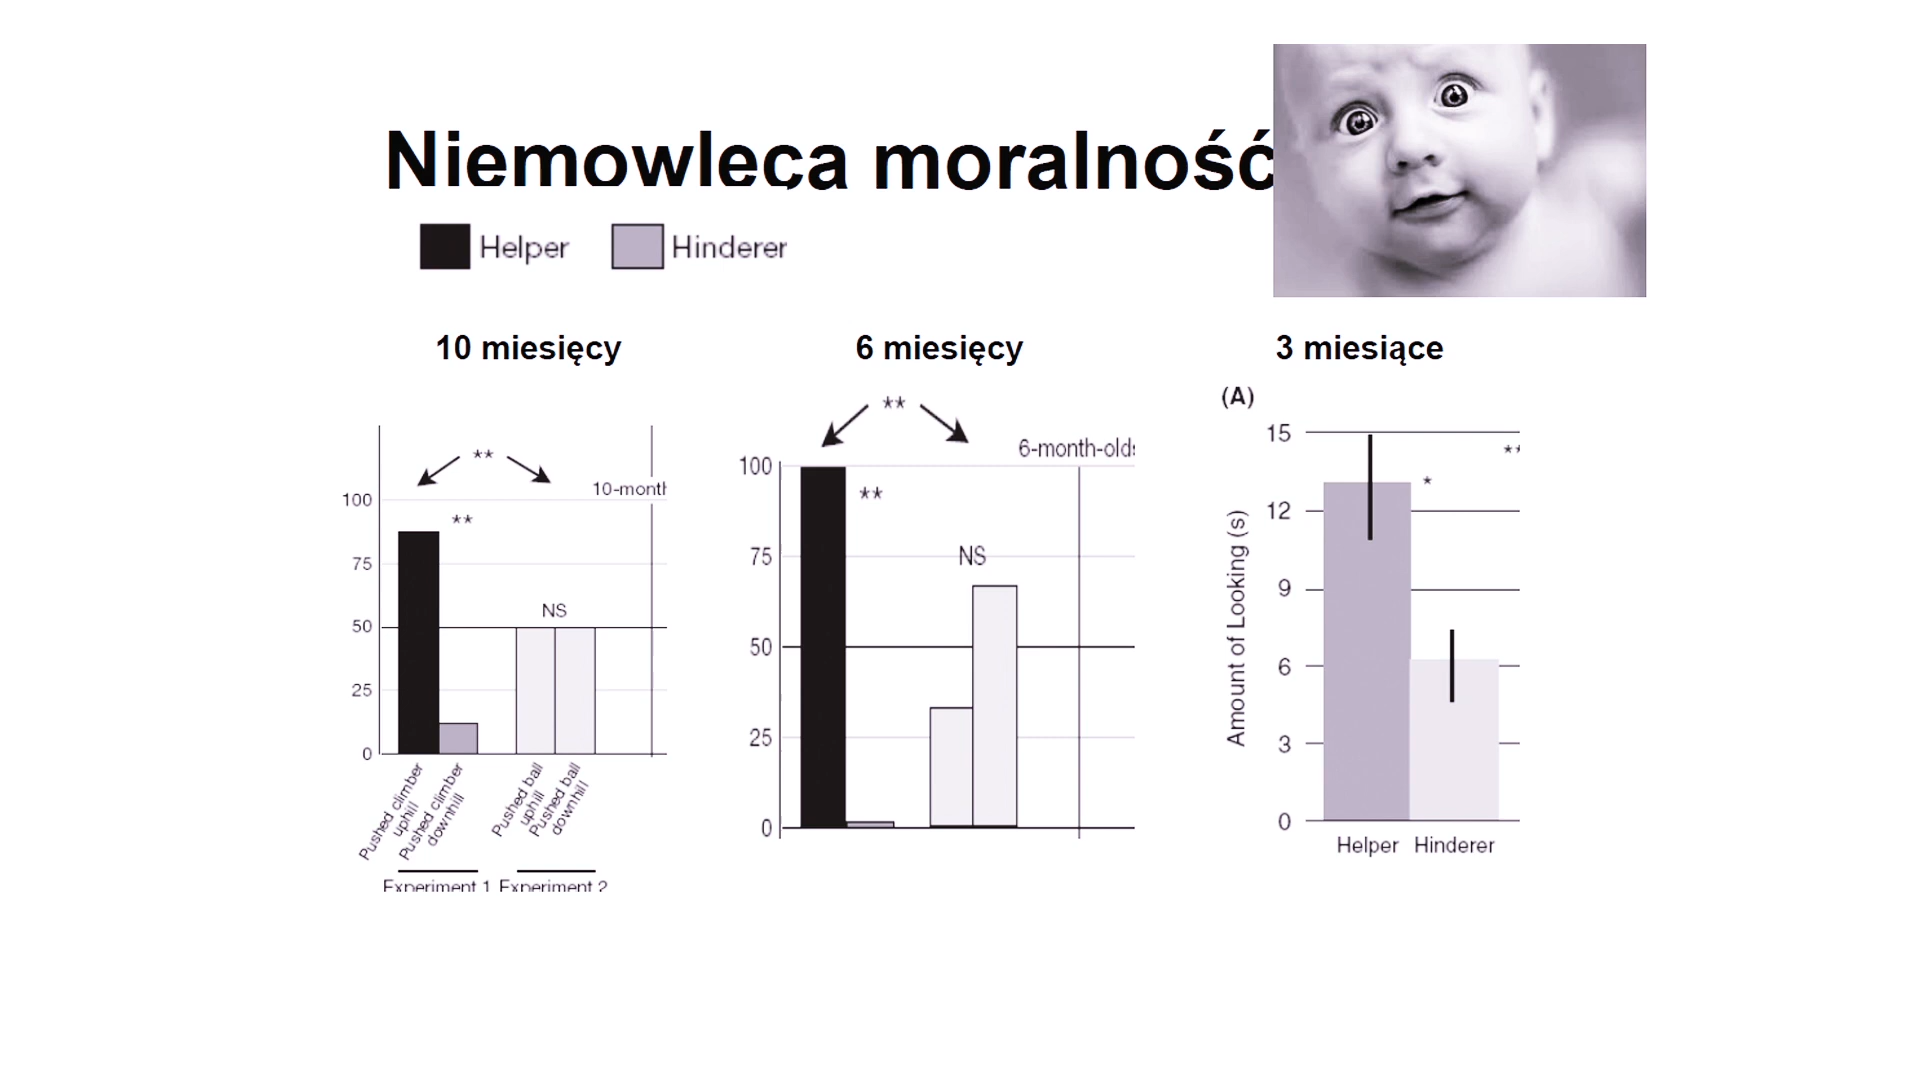 Niemowlęca moralność
Helper Hinderer
10 miesięcy
**
10-month
100
**
75
NS
50
25
0
Pushed climber
uphill
Pushed climber
downhill
Pushed ball
uphill
Pushed ball
downhill
Experiment 1 Experiment 2
6 miesięcy
**
6-month-olds
100
**
75
NS
50
25
0
3 miesiące
(A)
Amount of Looking (s)
15
**
*
12
9
6
3
0
Helper Hinderer